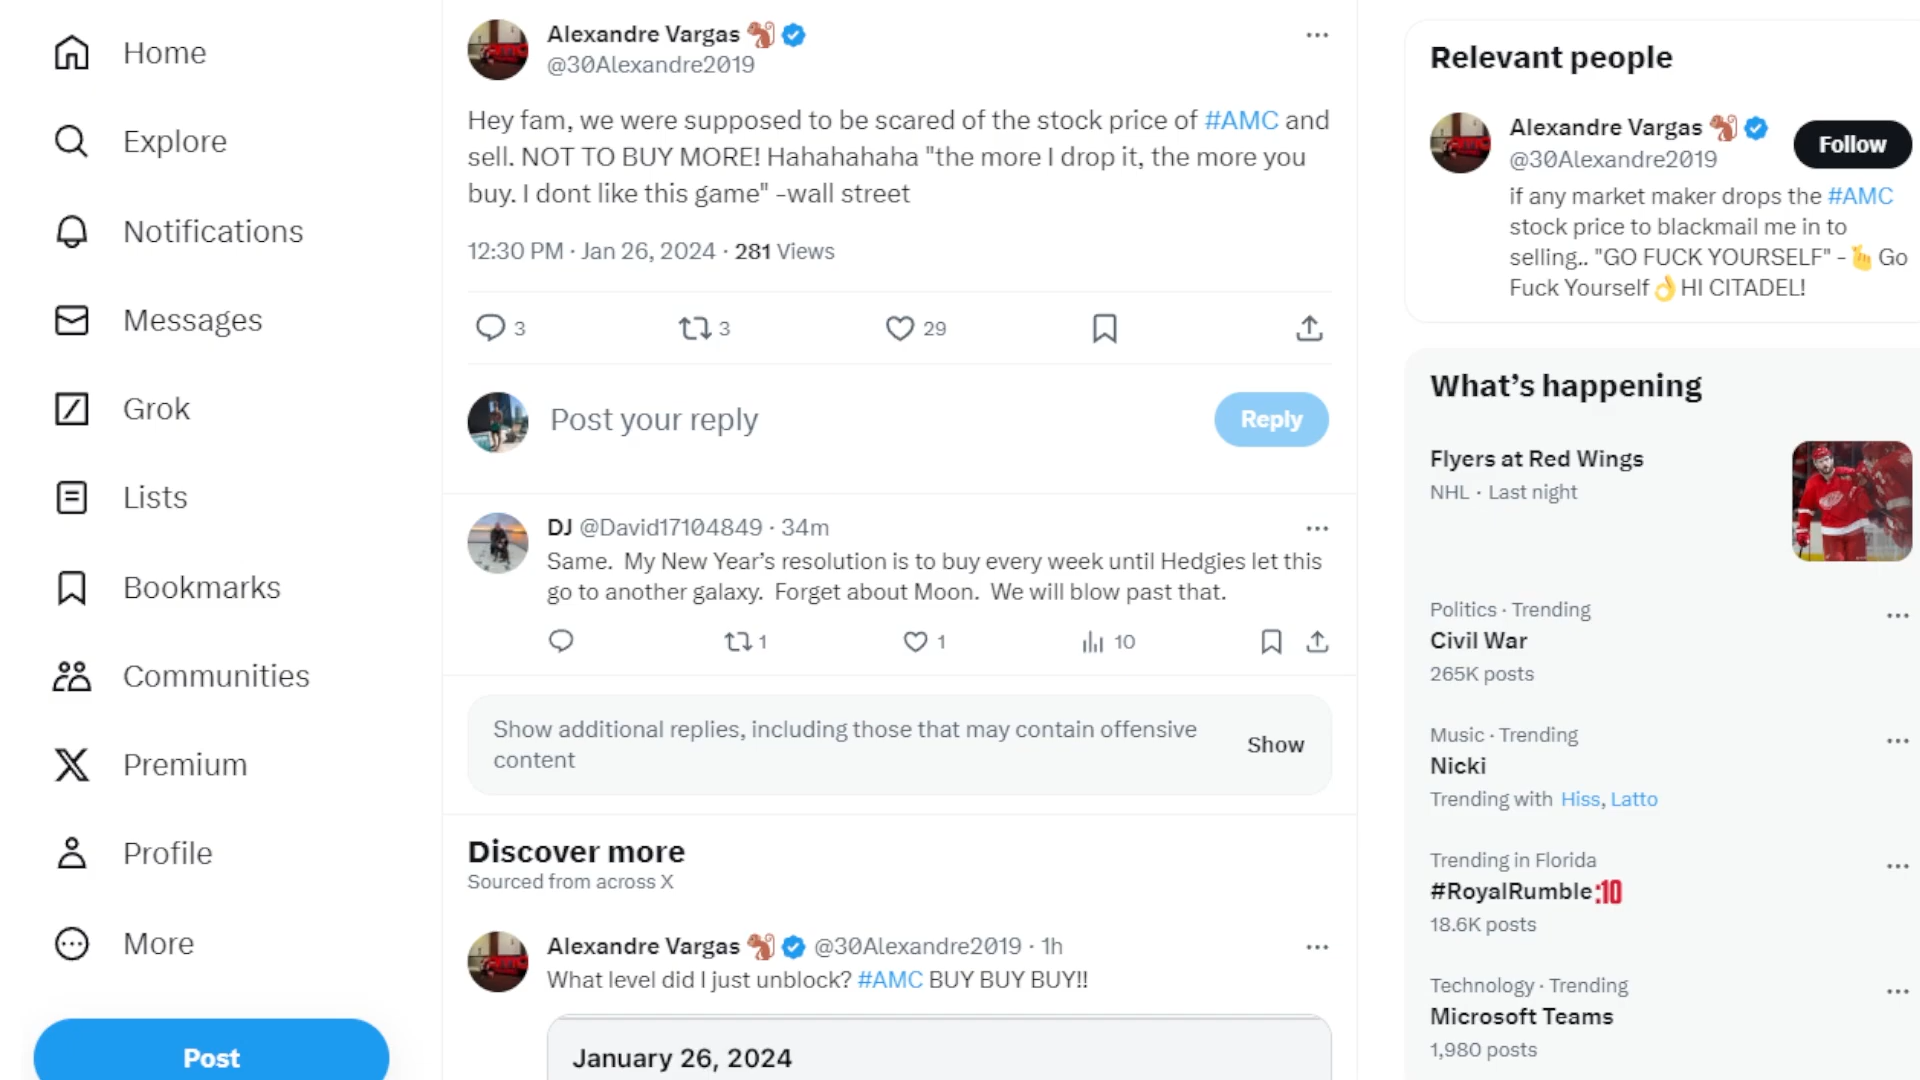 Home
Explore
Notifications
Messages
Grok
Lists
Bookmarks
Communities
Premium
Profile
More
Post
Alexandre Vargas
@30Alexandre2019
Hey fam, we were supposed to be scared of the stock price of #AMC and
sell. NOT TO BUY MORE! Hahahahaha "the more I drop it, the more you
buy. I dont like this game" -wall street
12:30 PM · Jan 26, 2024 · 281 Views
3
3
29
Post your reply
Reply
DJ @David17104849 · 34m
Same. My New Year’s resolution is to buy every week until Hedgies let this
go to another galaxy. Forget about Moon. We will blow past that.
1
1
10
Show additional replies, including those that may contain offensive
content
Show
Discover more
Sourced from across X
Alexandre Vargas @30Alexandre2019 · 1h
What level did I just unblock? #AMC BUY BUY BUY!!
January 26, 2024
Relevant people
Alexandre Vargas
@30Alexandre2019
Follow
if any market maker drops the #AMC
stock price to blackmail me in to
selling.. "GO FUCK YOURSELF" - Go
Fuck Yourself👌HI CITADEL!
What’s happening
Flyers at Red Wings
NHL · Last night
Politics · Trending
Civil War
265K posts
Music · Trending
Nicki
Trending with Hiss, Latto
Trending in Florida
#RoyalRumble
18.6K posts
Technology · Trending
Microsoft Teams
1,980 posts